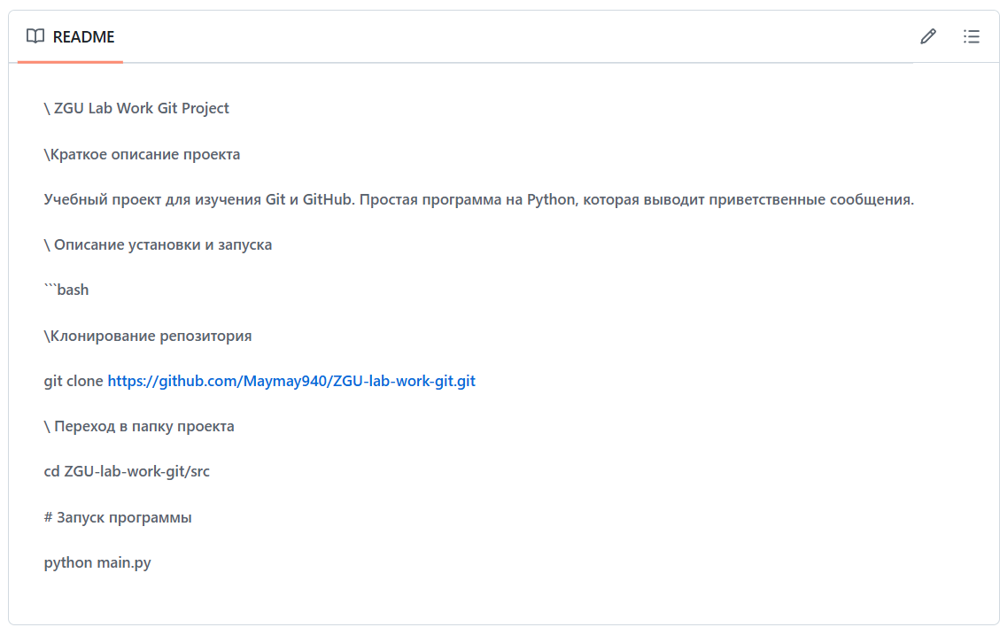 README
\ ZGU Lab Work Git Project
\Краткое описание проекта
Учебный проект для изучения Git и GitHub. Простая программа на Python, которая выводит приветственные сообщения.
\ Описание установки и запуска
```bash
\Клонирование репозитория
git clone https://github.com/Maymay940/ZGU-lab-work-git.git
\ Переход в папку проекта
cd ZGU-lab-work-git/src
# Запуск программы
python main.py